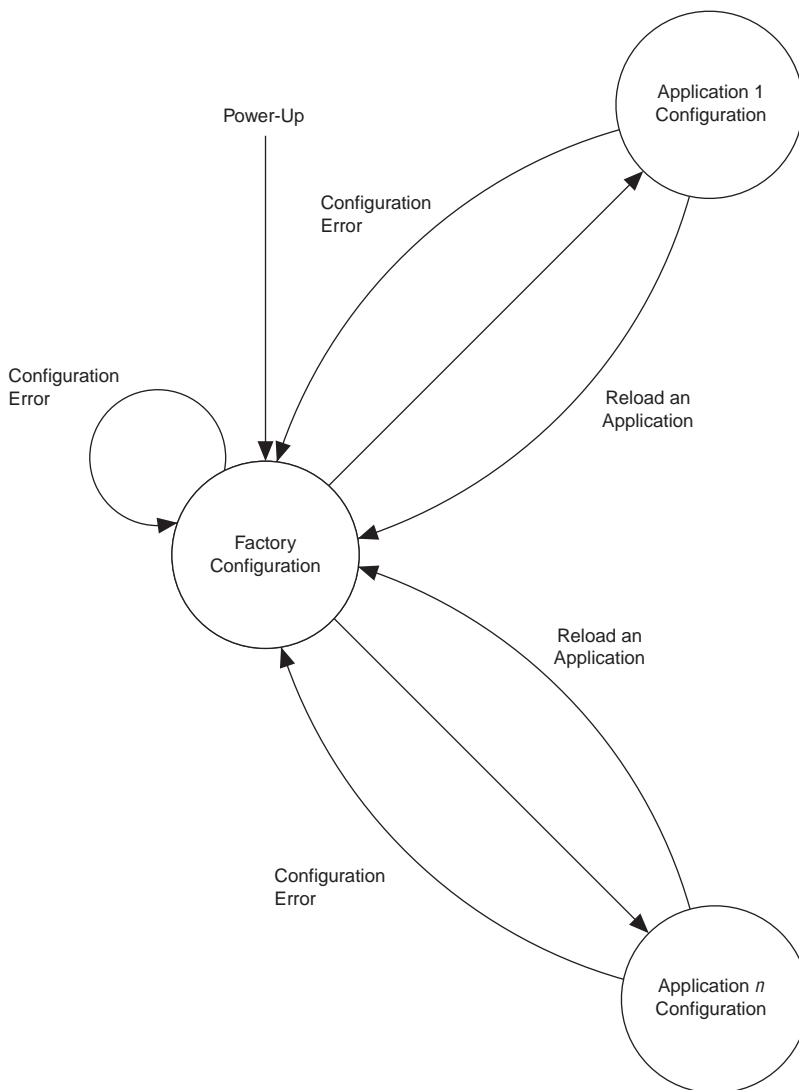 Application 1
Configuration
Power-Up
Configuration
Error
Configuration
Error
Reload an
Application
Factory
Configuration
Reload an
Application
Configuration
Error
Application n
Configuration